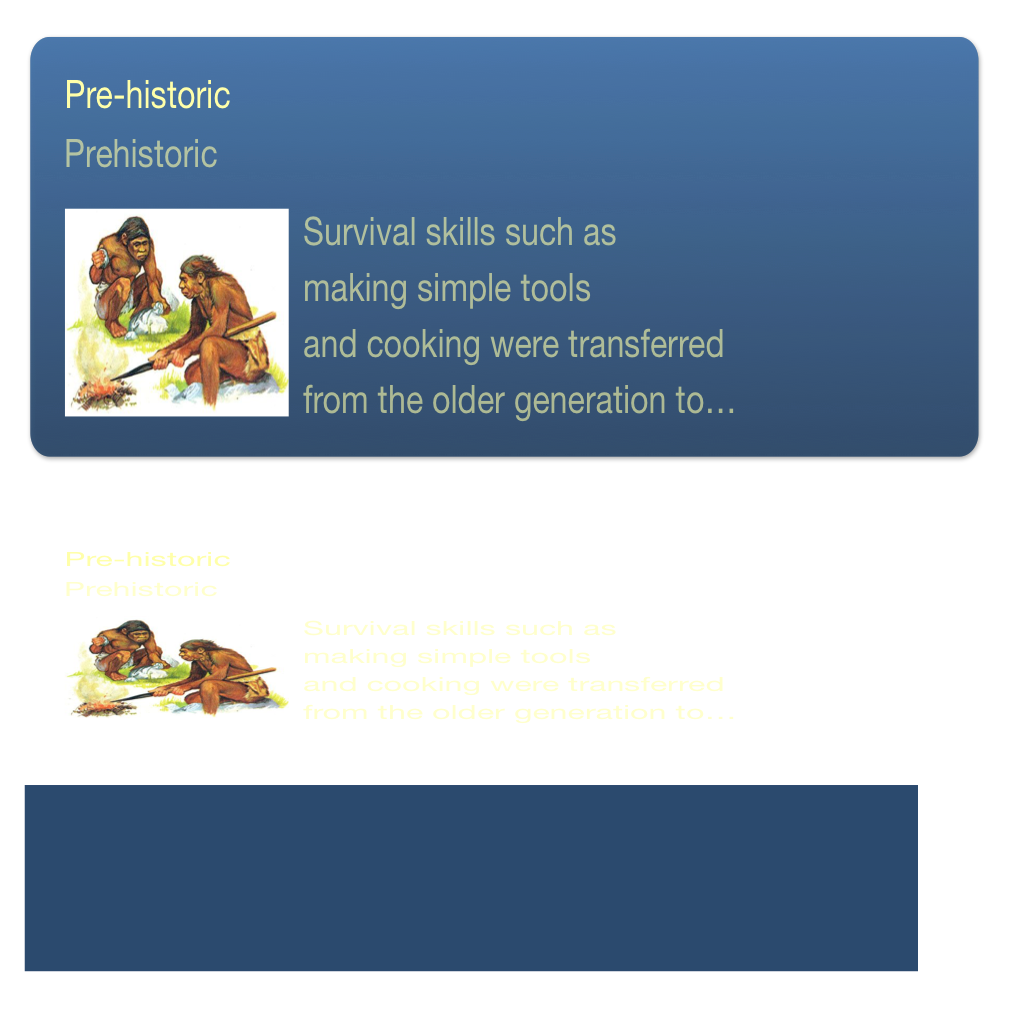 Pre-historic
Prehistoric
Survival skills such as
making simple tools
and cooking were transferred
from the older generation to…
Pre-historic
Prehistoric
Survival skills such as
making simple tools
and cooking were transferred
from the older generation to…